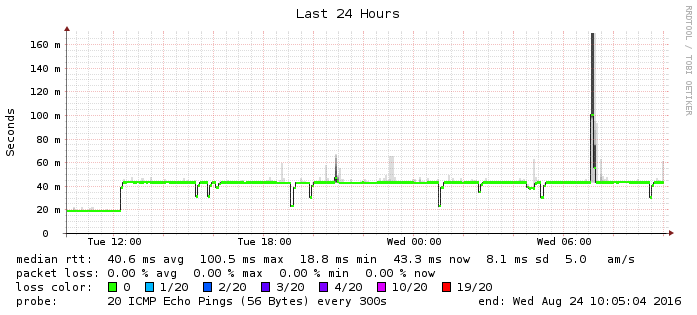 Last 24 Hours
RRDTOOL / TOBI OETIKER
Seconds
160 m
140 m
120 m
100 m
80 m
60 m
40 m
20 m
0
Tue 12:00 Tue 18:00 Wed 00:00 Wed 06:00
median rtt: 40.6 ms avg 100.5 ms max 18.8 ms min 43.3 ms now 8.1 ms sd 5.0 am/s
packet loss: 0.00 % avg 0.00 % max 0.00 % min 0.00 % now
loss color: 0 1/20 2/20 3/20 4/20 10/20 19/20
probe: 20 ICMP Echo Pings (56 Bytes) every 300s end: Wed Aug 24 10:05:04 2016